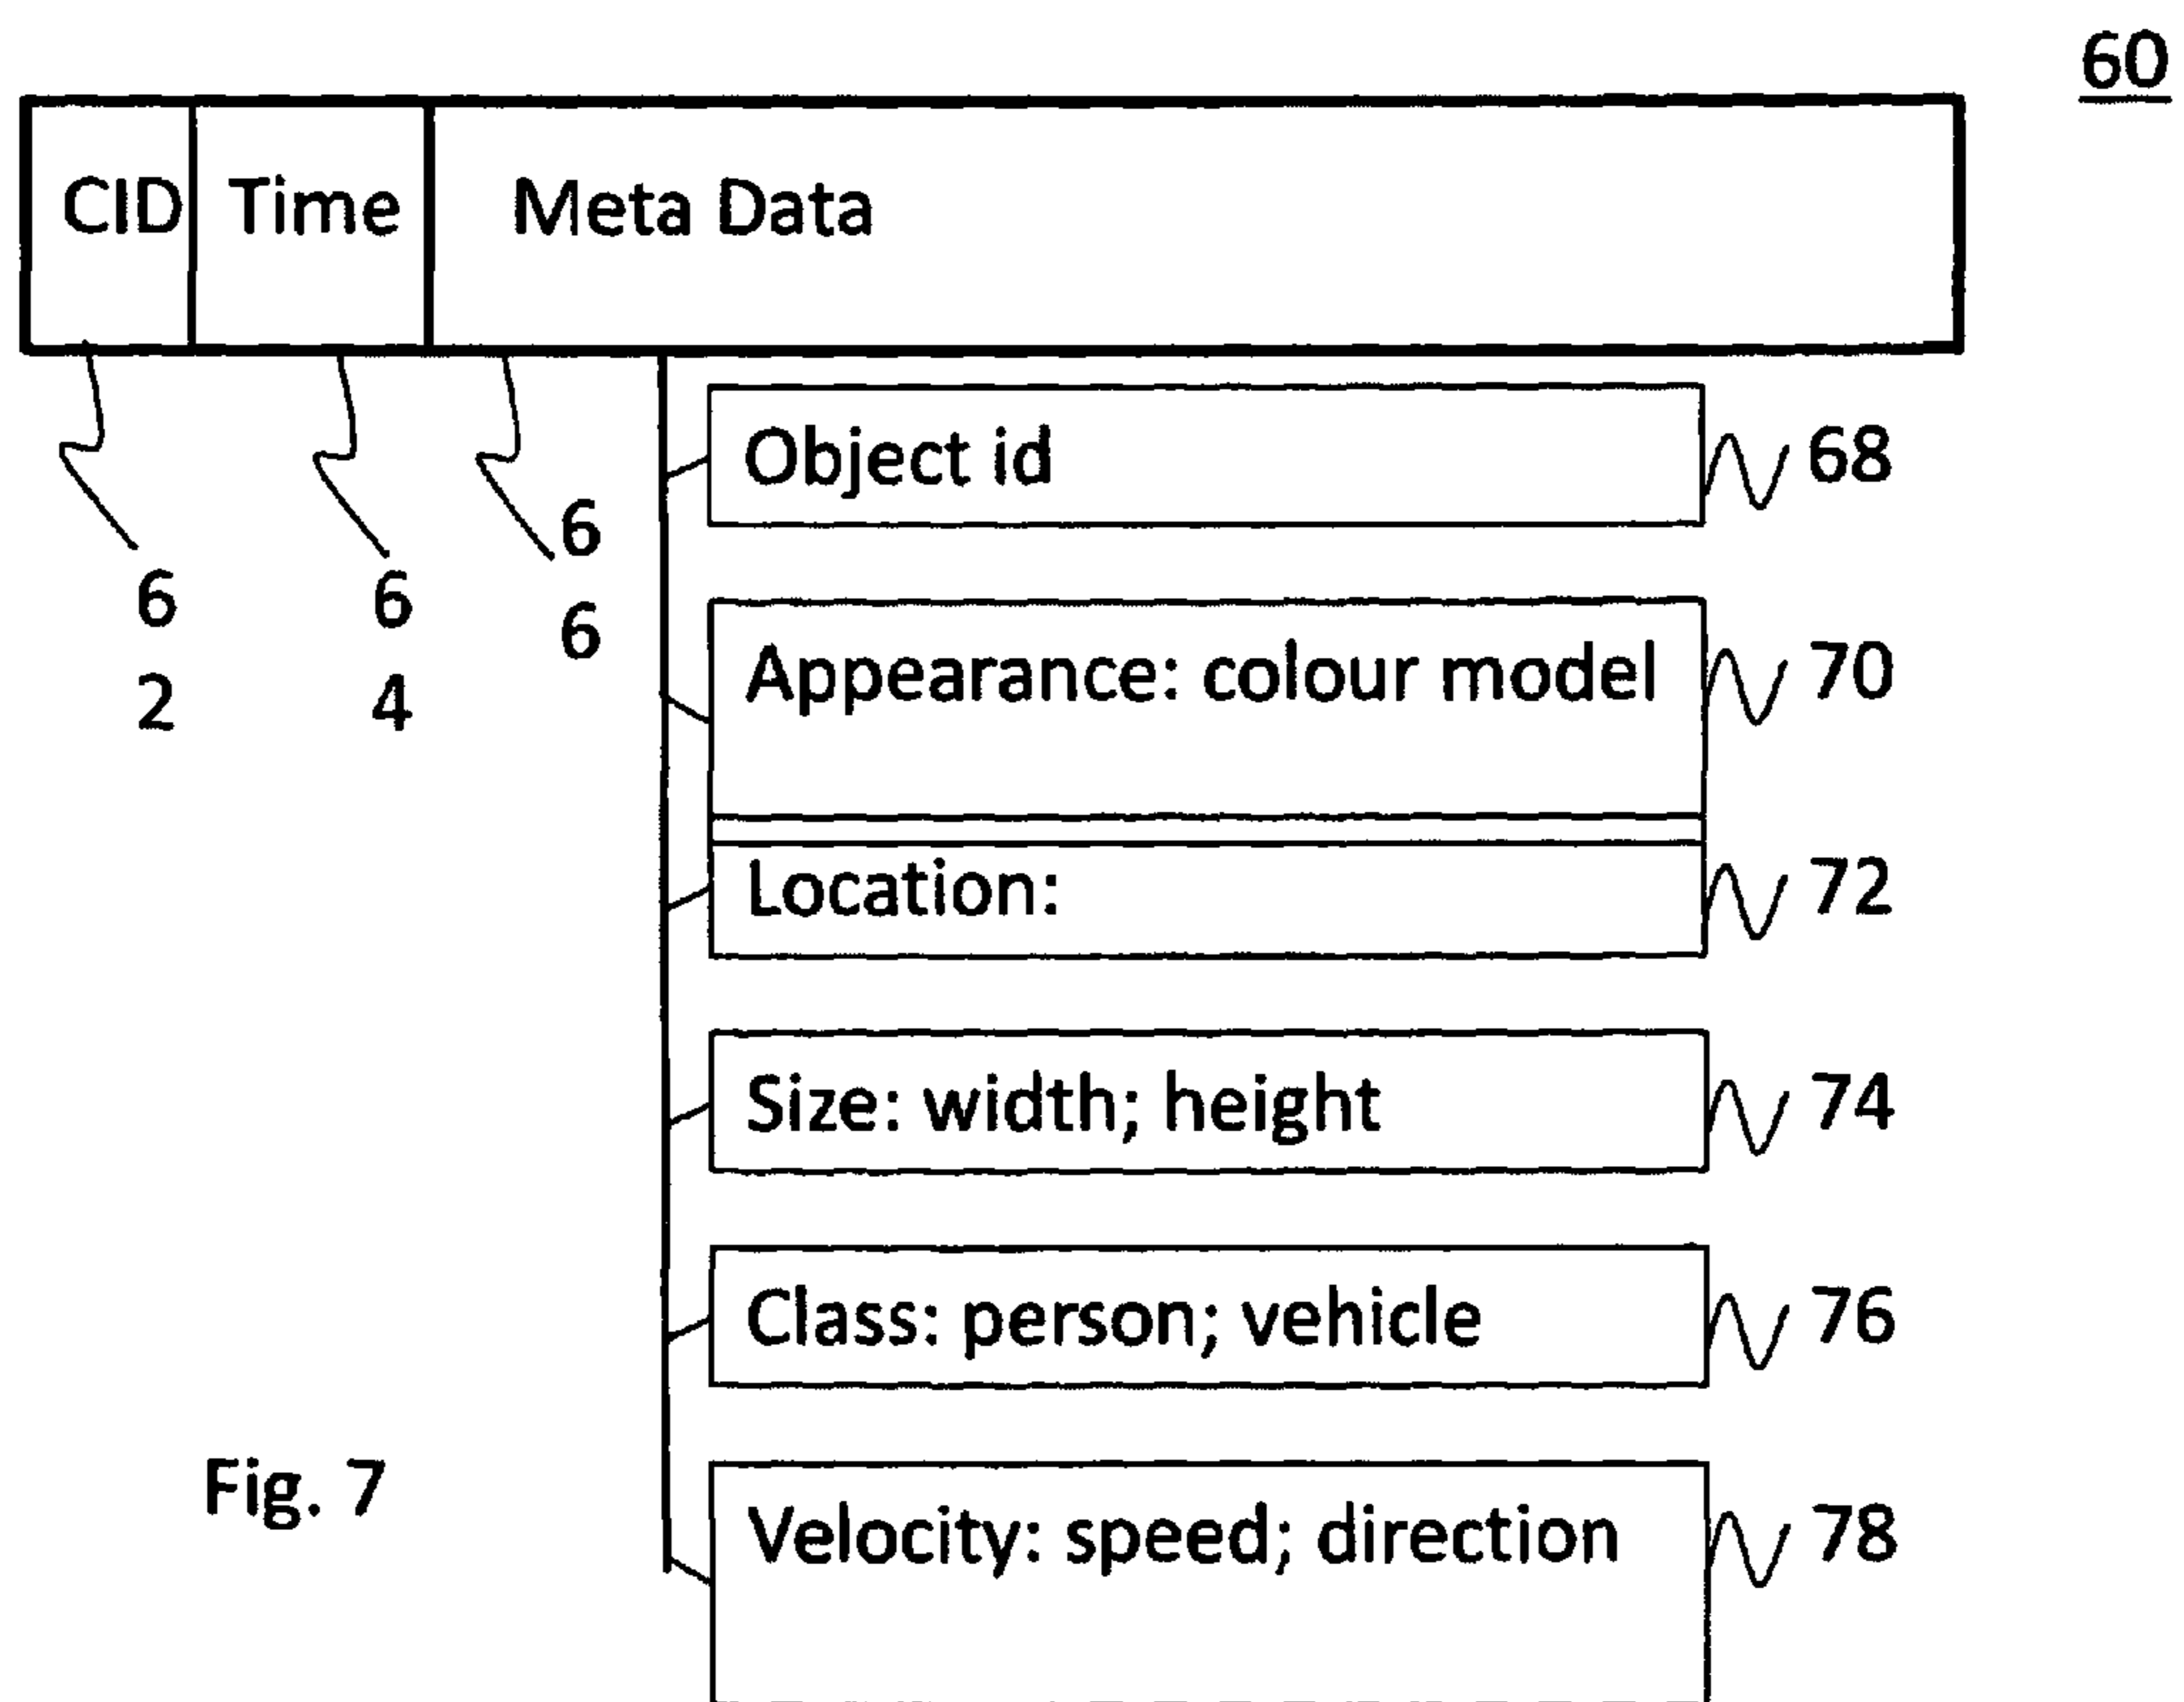 60
CID Time Meta Data
Object id 68
6
6
6
2
6
4
Appearance: colour model 70
Location: 72
Size: width; height 74
Class: person; vehicle 76
Fig. 7
Velocity: speed; direction 78